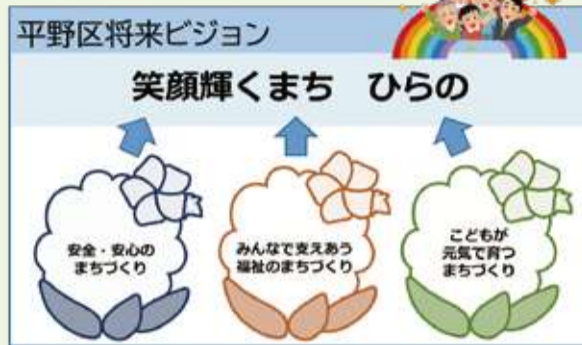 平野区将来ビジョン
笑顔輝くまち　ひらの
安全・安心の
まちづくり
みんなで支えあう
福祉のまちづくり
こどもが
元気で育つ
まちづくり